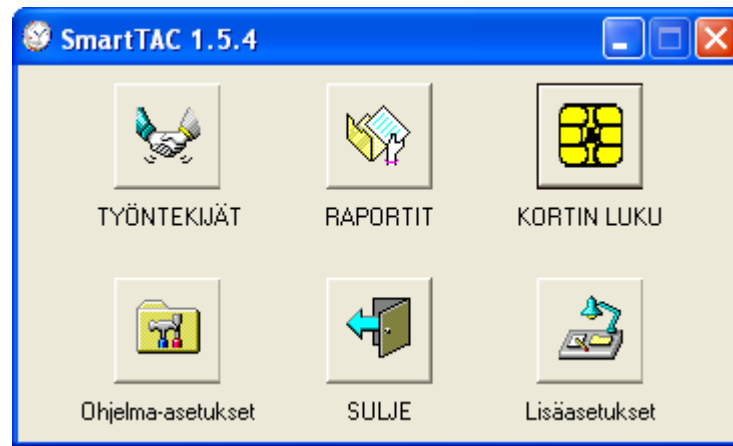 SmartTAC 1.5.4
TYÖNTEKIJÄT
RAPORTIT
KORTIN LUKU
Ohjelma-asetukset
SULJE
Lisäasetukset